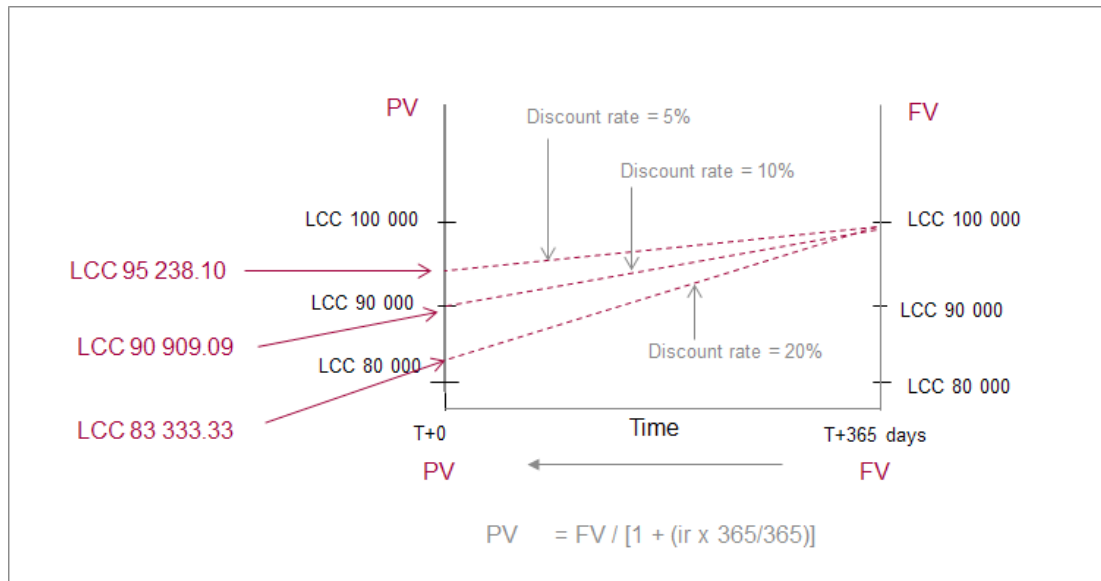 PV
FV
Discount rate = 5%
Discount rate = 10%
LCC 100 000
LCC 100 000
LCC 95 238.10
LCC 90 000
LCC 90 000
LCC 90 909.09
Discount rate = 20%
LCC 80 000
LCC 80 000
LCC 83 333.33
T+0
Time
T+365 days
PV
FV
PV = FV / [1 + (ir x 365/365)]